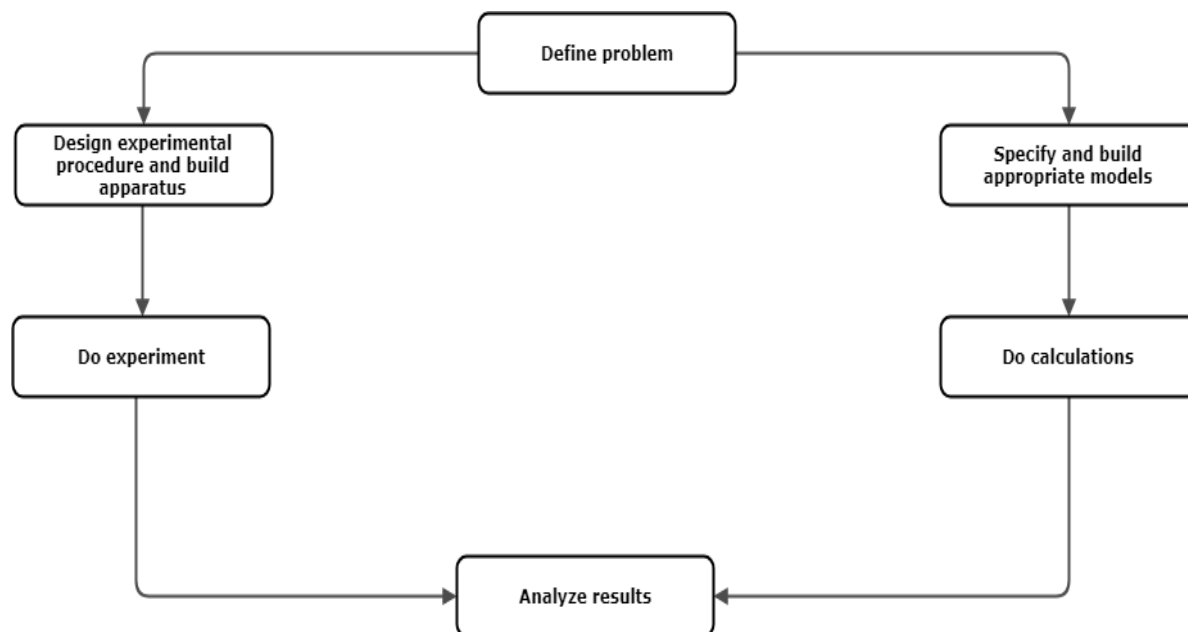 Define problem
Design experimental
procedure and build
apparatus
Specify and build
appropriate models
Do experiment
Do calculations
Analyze results